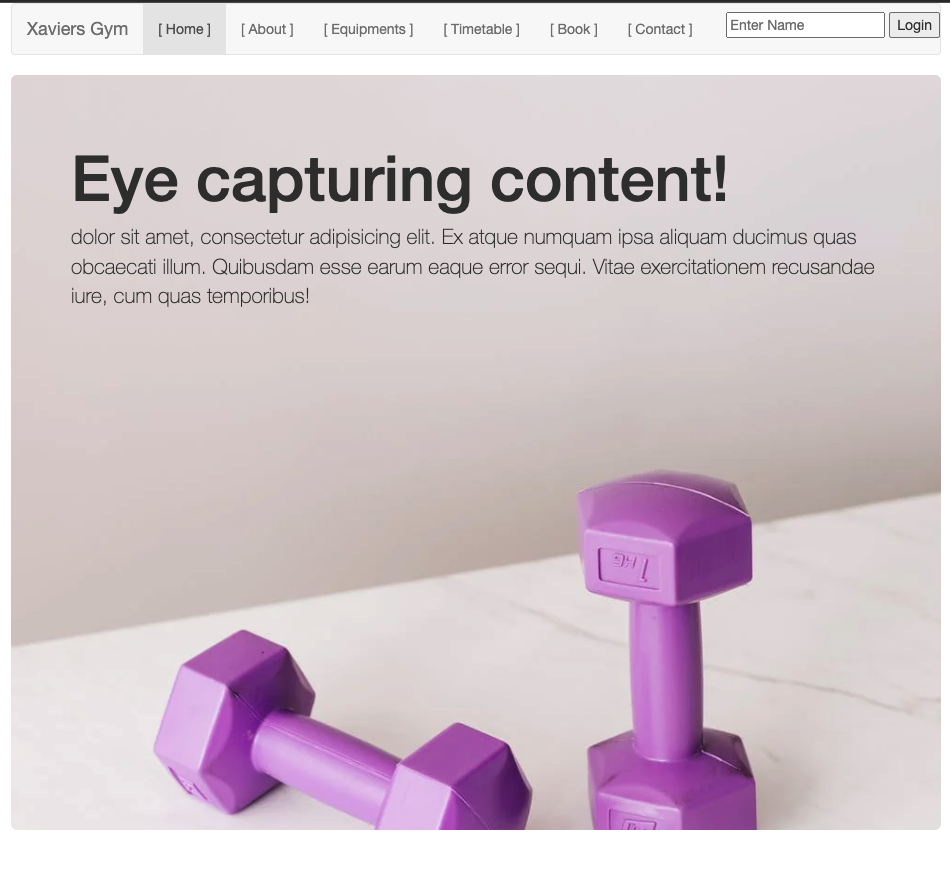 Xaviers Gym [ Home ] [ About ] [ Equipments ] [ Timetable ] [ Book ] [ Contact ] Enter Name Login
Eye capturing content!
dolor sit amet, consectetur adipisicing elit. Ex atque numquam ipsa aliquam ducimus quas
obcaecati illum. Quibusdam esse earum eaque error sequi. Vitae exercitationem recusandae
iure, cum quas temporibus!
1KG